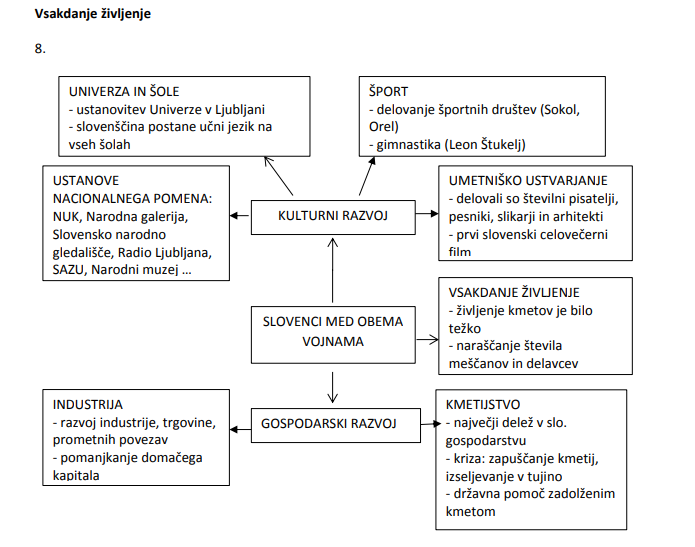 Vsakdanje življenje
8.
UNIVERZA IN ŠOLE
- ustanovitev Univerze v Ljubljani
- slovenščina postane učni jezik na
vseh šolah
ŠPORT
- delovanje športnih društev (Sokol,
Orel)
- gimnastika (Leon Štukelj)
USTANOVE
NACIONALNEGA POMENA:
NUK, Narodna galerija,
Slovensko narodno
gledališče, Radio Ljubljana,
SAZU, Narodni muzej ...
KULTURNI RAZVOJ
UMETNIŠKO USTVARJANJE
- delovali so številni pisatelji,
pesniki, slikarji in arhitekti
- prvi slovenski celovečerni
film
SLOVENCI MED OBEMA
VOJNAMA
VSAKDANJE ŽIVLJENJE
- življenje kmetov je bilo
težko
- naraščanje števila
meščanov in delavcev
INDUSTRIJA
- razvoj industrije, trgovine,
prometnih povezav
- pomanjkanje domačega
kapitala
GOSPODARSKI RAZVOJ
KMETIJSTVO
- največji delež v slo.
gospodarstvu
- kriza: zapuščanje kmetij,
izseljevanje v tujino
- državna pomoč zadolženim
kmetom